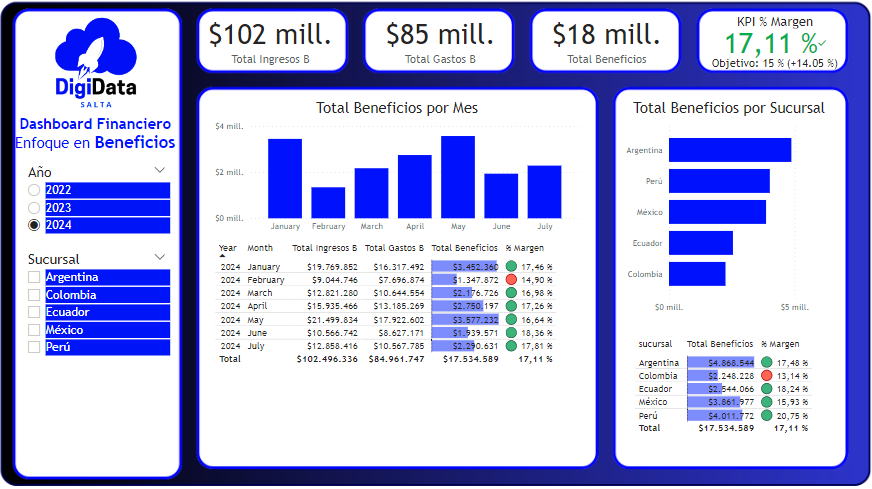 DigiData
SALTA
Dashboard Financiero
Enfoque en Beneficios
Año
2022
2023
2024
Sucursal
Argentina
Colombia
Ecuador
México
Perú
$102 mill.
Total Ingresos B
$85 mill.
Total Gastos B
$18 mill.
Total Beneficios
KPI % Margen
17,11 %
Objetivo: 15 % (+14.05 %)
Total Beneficios por Mes
$4 mill.
$2 mill.
$0 mill.
January February March April May June July
Year Month Total Ingresos B Total Gastos B Total Beneficios % Margen
2024 January $19.769.852 $16.317.492 $3.452.360 17,46 %
2024 February $9.044.746 $7.696.874 $1.347.872 14,90 %
2024 March $12.821.280 $10.644.554 $2.176.726 16,98 %
2024 April $15.935.466 $13.185.269 $2.750.197 17,26 %
2024 May $21.499.834 $17.922.602 $3.577.232 16,64 %
2024 June $10.566.742 $8.627.171 $1.939.571 18,36 %
2024 July $12.858.416 $10.567.785 $2.290.631 17,81 %
Total $102.496.336 $84.961.747 $17.534.589 17,11 %
Total Beneficios por Sucursal
Argentina
Perú
México
Ecuador
Colombia
$0 mill. $5 mill.
sucursal Total Beneficios % Margen
Argentina $4.868.544 17,48 %
Colombia $2.248.228 13,14 %
Ecuador $2.544.066 18,24 %
México $3.861.977 15,93 %
Perú $4.011.772 20,75 %
Total $17.534.589 17,11 %